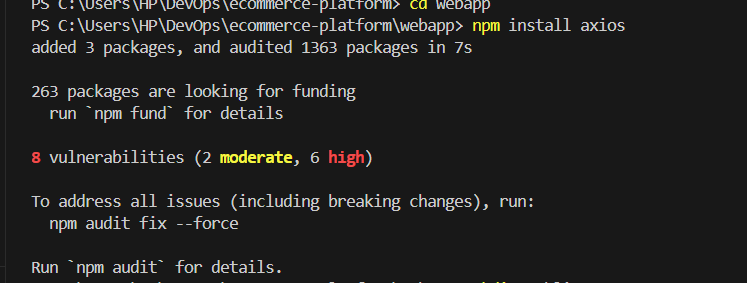 PS C:\Users\HP\DevOps\ecommerce-platform> cd webapp
PS C:\Users\HP\DevOps\ecommerce-platform\webapp> npm install axios
added 3 packages, and audited 1363 packages in 7s
263 packages are looking for funding
run `npm fund` for details
8 vulnerabilities (2 moderate, 6 high)
To address all issues (including breaking changes), run:
npm audit fix --force
Run `npm audit` for details.